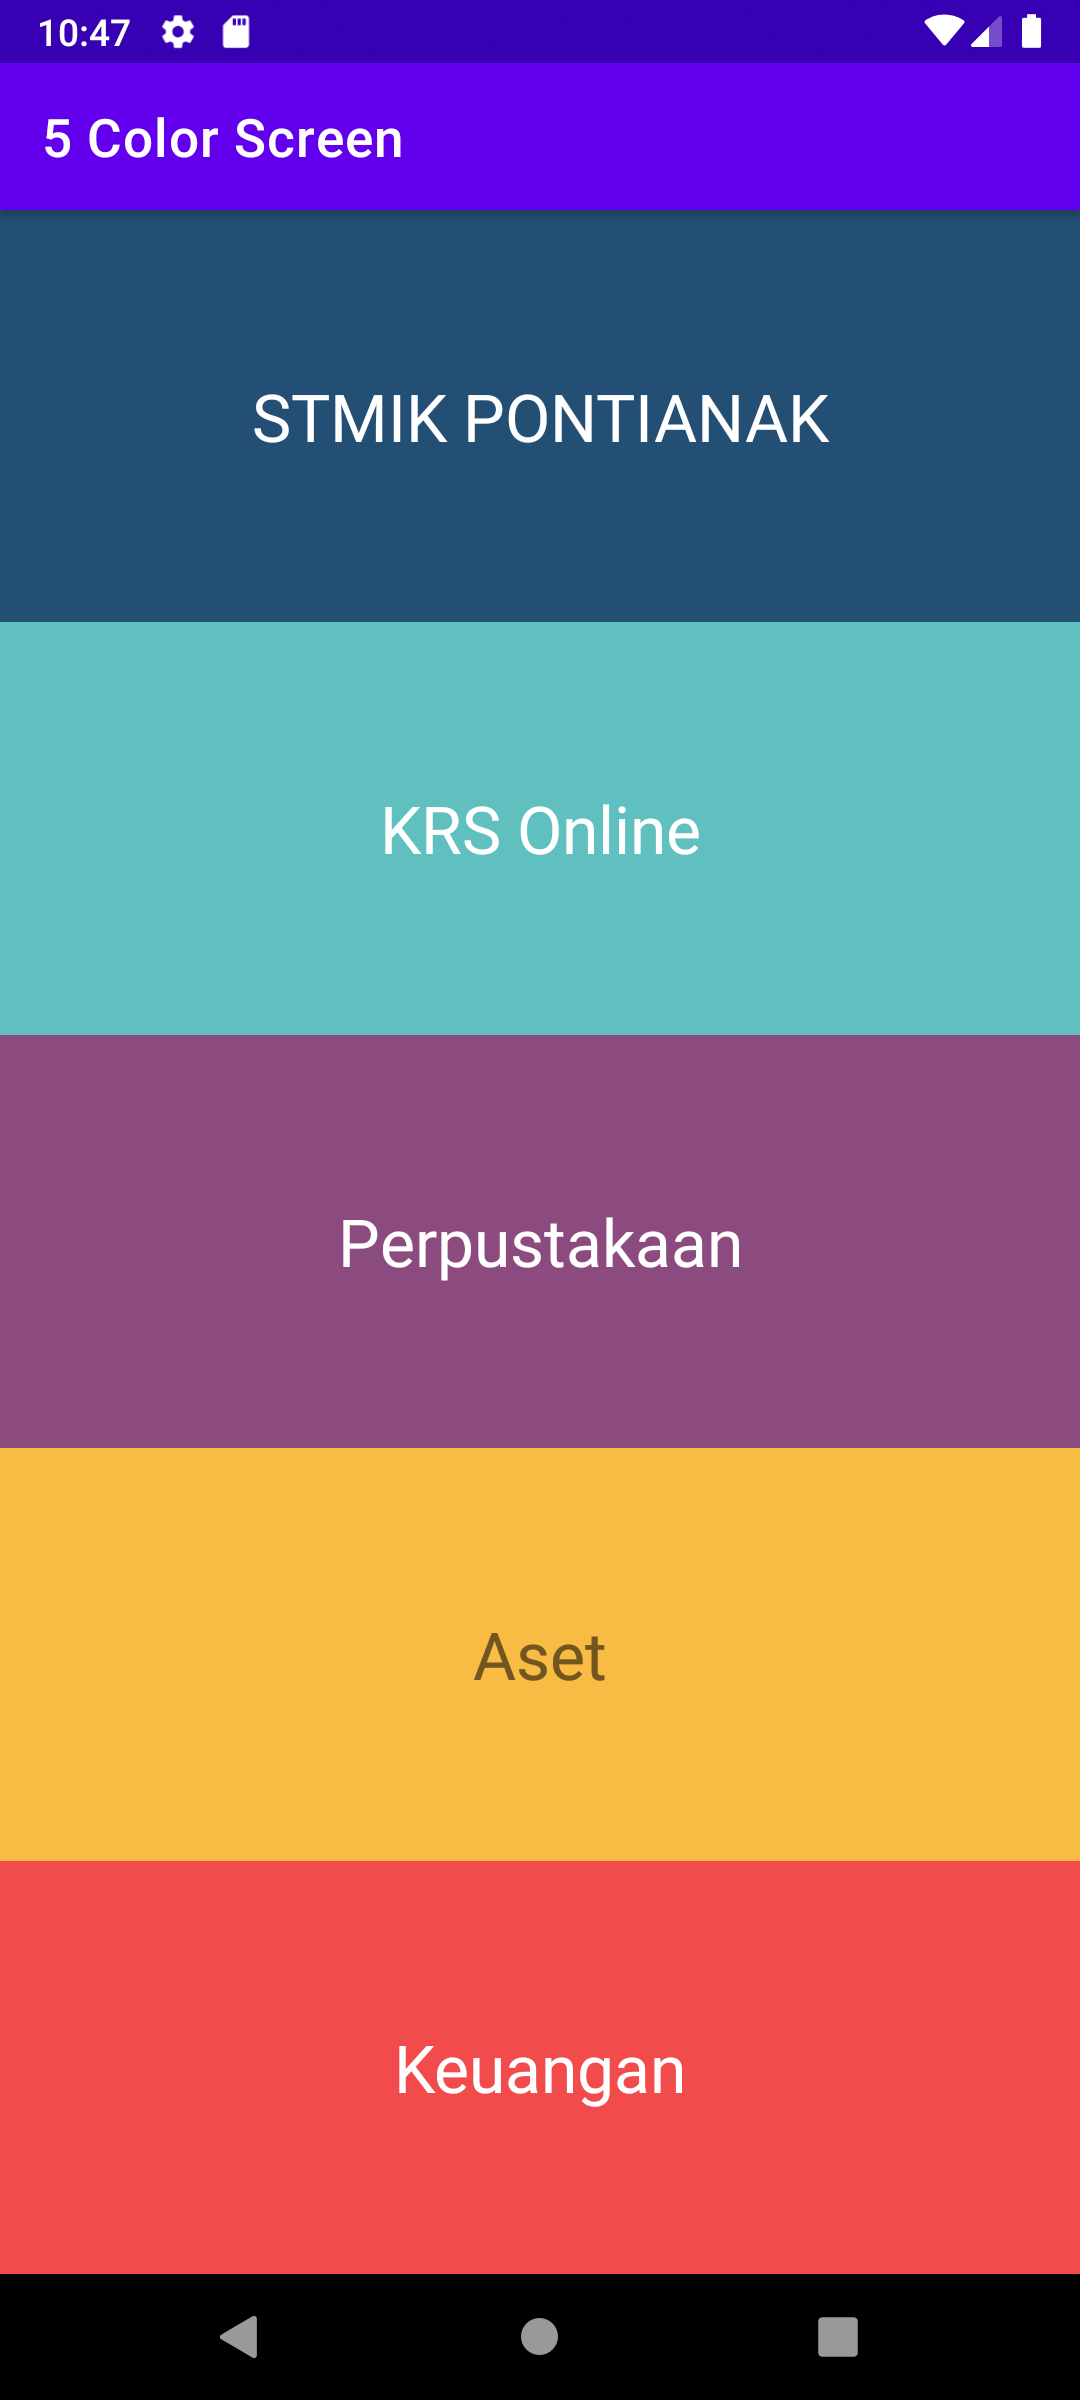 10:47
5 Color Screen
STMIK PONTIANAK
KRS Online
Perpustakaan
Aset
Keuangan